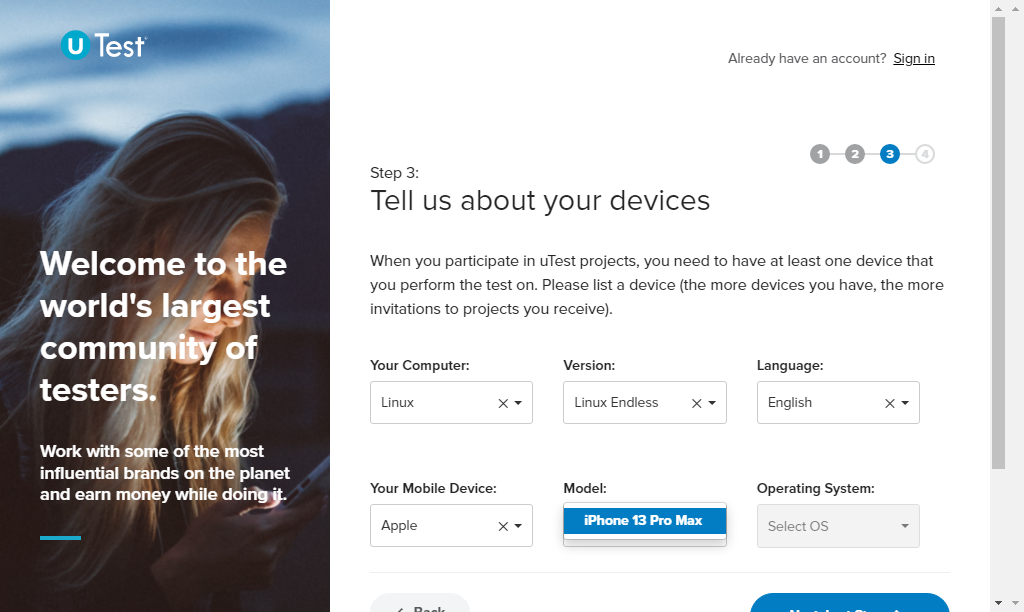 U Test
Already have an account? Sign in
1 2 3 4
Step 3:
Tell us about your devices
Welcome to the
world's largest
community of
testers.
Work with some of the most
influential brands on the planet
and earn money while doing it.
When you participate in uTest projects, you need to have at least one device that
you perform the test on. Please list a device (the more devices you have, the more
invitations to projects you receive).
Your Computer: Version: Language:
Linux Linux Endless English
Your Mobile Device: Model: Operating System:
Apple iPhone 13 Pro Max Select OS
Back